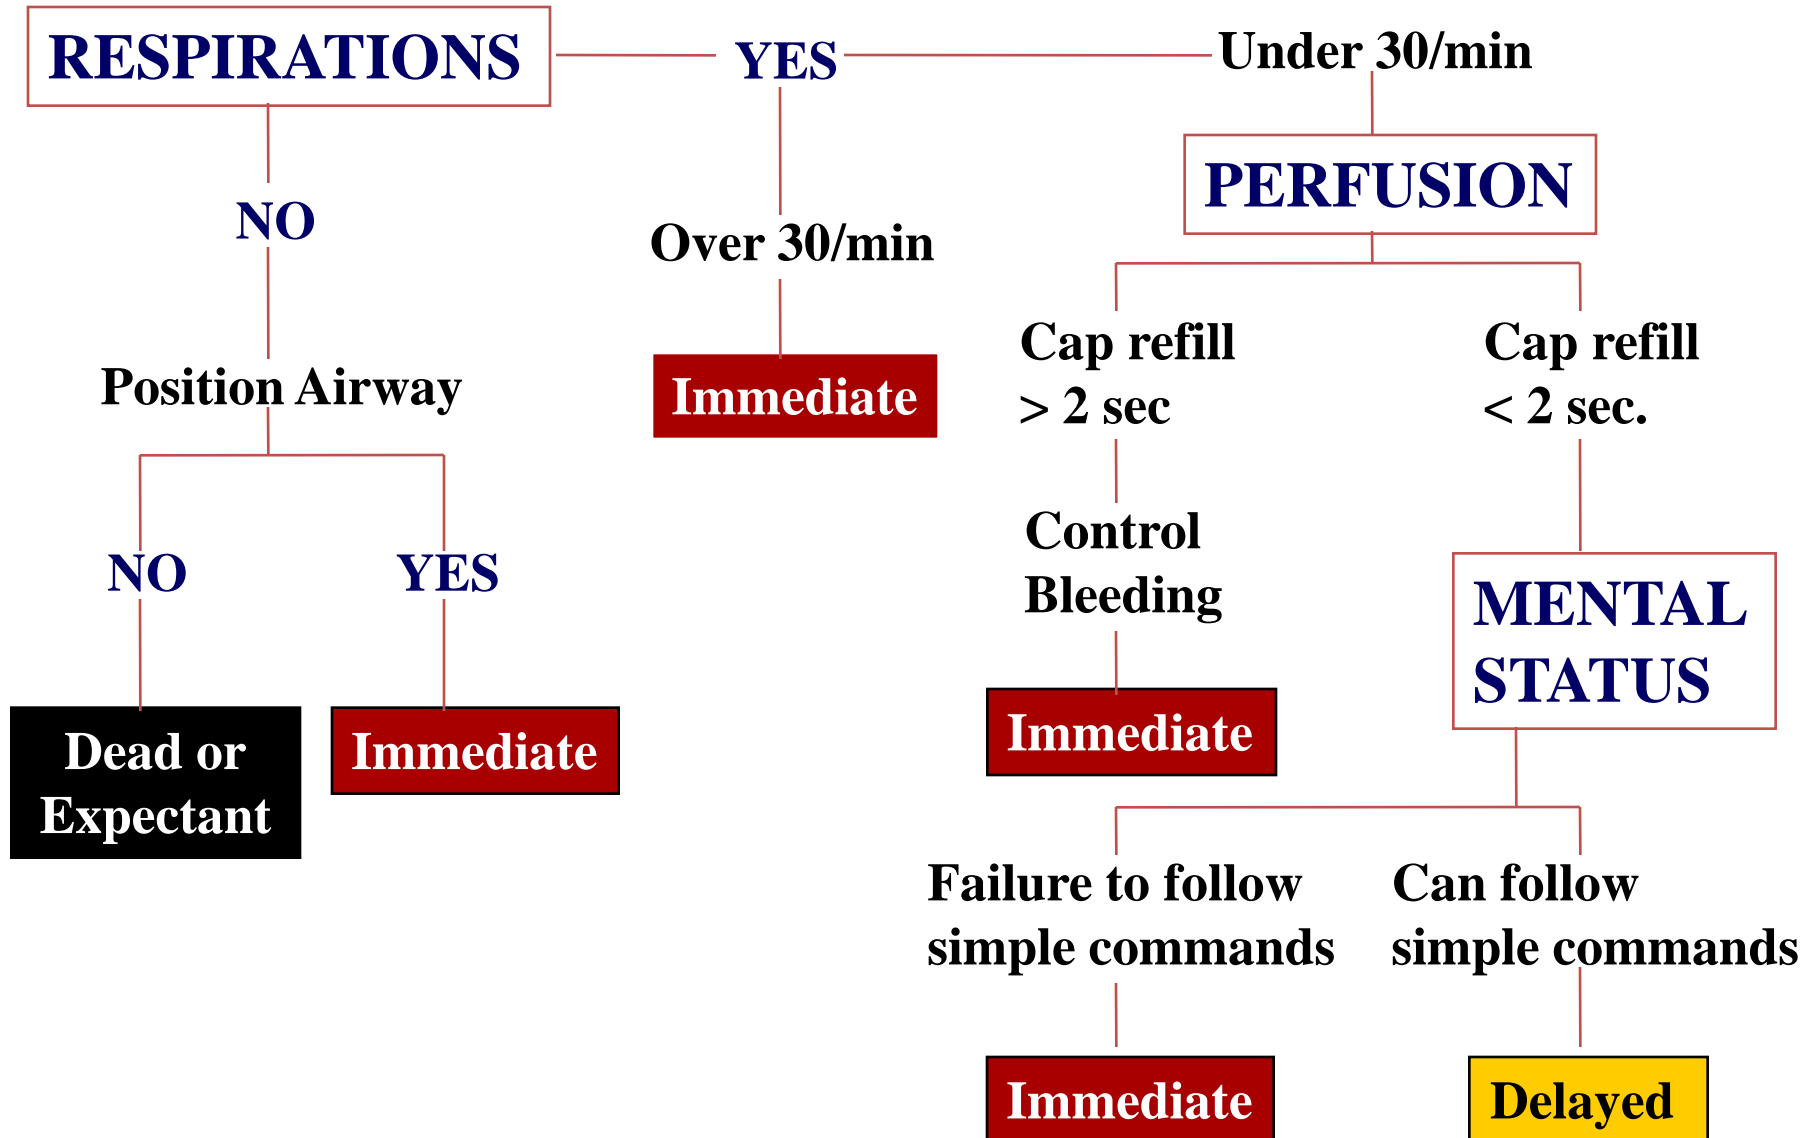 RESPIRATIONS
YES
Under 30/min
PERFUSION
NO
Over 30/min
Cap refill
> 2 sec
Cap refill
< 2 sec.
Position Airway
Immediate
Control
Bleeding
NO
YES
MENTAL
STATUS
Dead or
Expectant
Immediate
Immediate
Failure to follow
simple commands
Can follow
simple commands
Immediate
Delayed